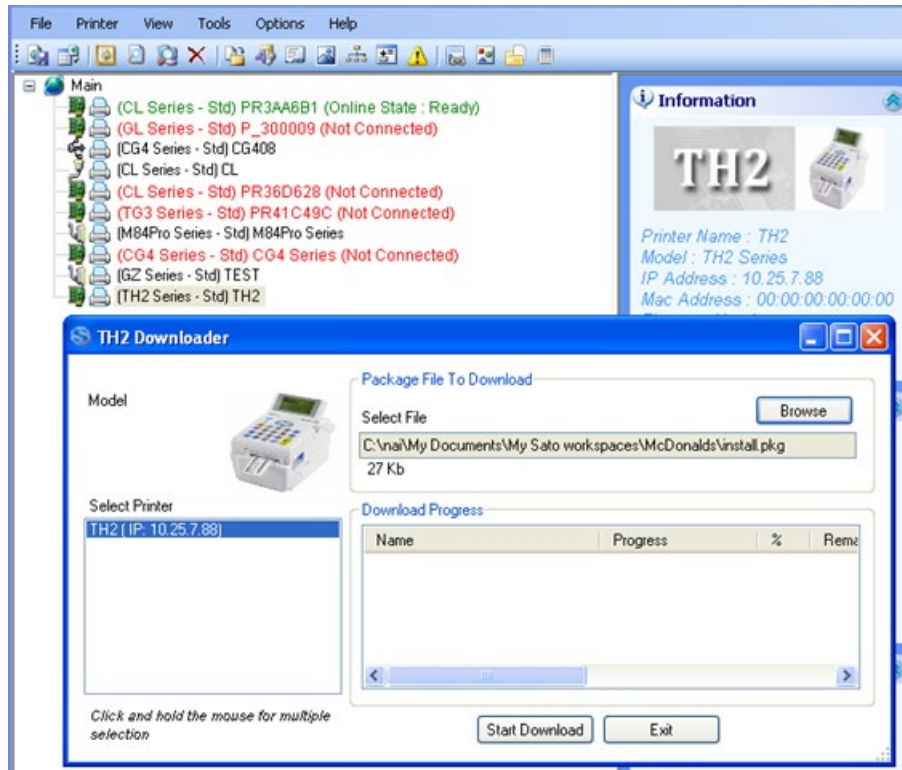 File Printer View Tools Options Help
Main
(CL Series - Std) PR3AA6B1 (Online State : Ready)
(GL Series - Std) P_300009 (Not Connected)
(CG4 Series - Std) CG408
(CL Series - Std) CL
(CL Series - Std) PR36D628 (Not Connected)
(TG3 Series - Std) PR41C49C (Not Connected)
(M84Pro Series - Std) M84Pro Series
(CG4 Series - Std) CG4 Series (Not Connected)
(GZ Series - Std) TEST
(TH2 Series - Std) TH2
Information
TH2
Printer Name : TH2
Model : TH2 Series
IP Address : 10.25.7.88
Mac Address : 00:00:00:00:00:00
TH2 Downloader
Model
Select Printer
TH2 ( IP: 10.25.7.88)
Click and hold the mouse for multiple
selection
Package File To Download
Select File
Browse
C:\nai\My Documents\My Sato workspaces\McDonalds\install.pkg
27 Kb
Download Progress
Name Progress % Rema
Start Download Exit